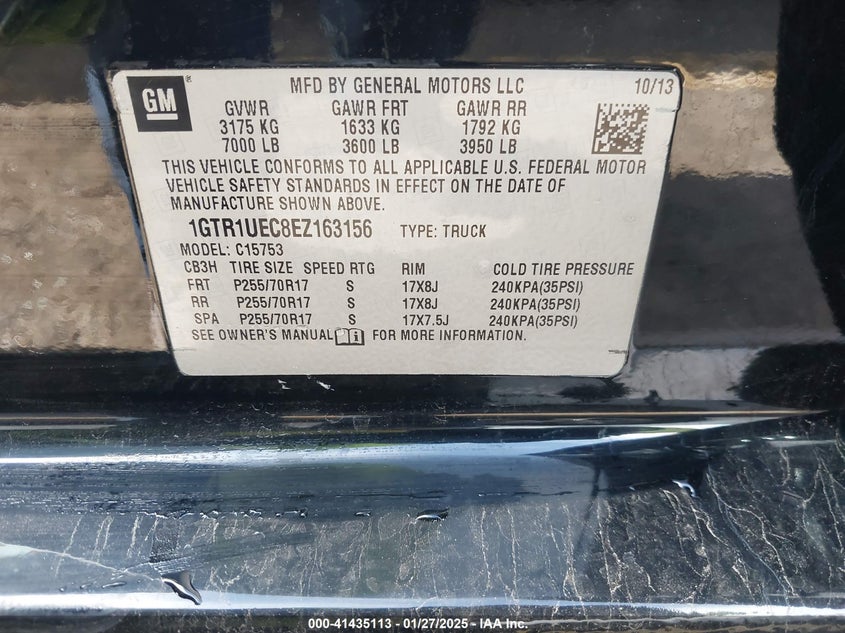 GM
MFD BY GENERAL MOTORS LLC 10/13
GVWR GAWR FRT GAWR RR
3175 KG 1633 KG 1792 KG
7000 LB 3600 LB 3950 LB
THIS VEHICLE CONFORMS TO ALL APPLICABLE U.S. FEDERAL MOTOR
VEHICLE SAFETY STANDARDS IN EFFECT ON THE DATE OF
MANUFACTURE SHOWN ABOVE.
1GTR1UEC8EZ163156 TYPE: TRUCK
MODEL: C15753
CB3H TIRE SIZE SPEED RTG RIM COLD TIRE PRESSURE
FRT P255/70R17 S 17X8J 240KPA(35PSI)
RR P255/70R17 S 17X8J 240KPA(35PSI)
SPA P255/70R17 S 17X7.5J 240KPA(35PSI)
SEE OWNER'S MANUAL FOR MORE INFORMATION.
000-41435113 - 01/27/2025 - IAA Inc.